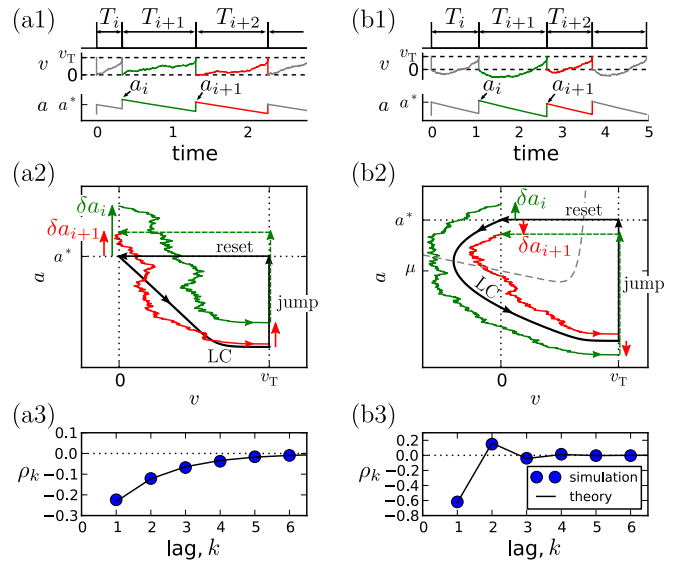 (a1)
T_i T_{i+1} T_{i+2}
v v_T
0
a_i a_{i+1}
a a*
0 1 2
time
(b1)
T_i T_{i+1} T_{i+2}
v v_T
0
a_i a_{i+1}
a a*
0 1 2 3 4 5
time
(a2)
δa_i
δa_{i+1}
a*
reset
a
jump
LC
0 v_T
v
(b2)
δa_i
reset
a*
δa_{i+1}
μ
a
LC
jump
0 v_T
v
(a3)
0.1
0.0
−0.1
−0.2
−0.3
ρ_k
1 2 3 4 5 6
lag, k
(b3)
0.2
0.0
−0.2
−0.4
−0.6
−0.8
ρ_k
simulation
theory
1 2 3 4 5 6
lag, k